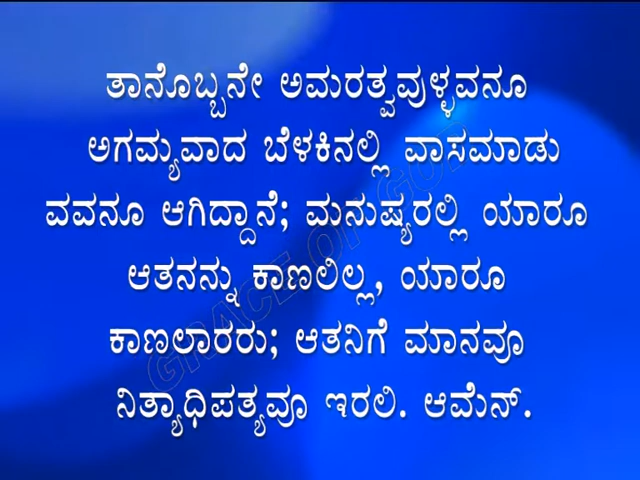 ತಾನೊಬ್ಬನೇ ಅಮರತ್ವವುಳ್ಳವನೂ
ಅಗಮ್ಯವಾದ ಬೆಳಕಿನಲ್ಲಿ ವಾಸಮಾಡು
ವವನೂ ಆಗಿದ್ದಾನೆ; ಮನುಷ್ಯರಲ್ಲಿ ಯಾರೂ
ಆತನನ್ನು ಕಾಣಲಿಲ್ಲ, ಯಾರೂ
ಕಾಣಲಾರರು; ಆತನಿಗೆ ಮಾನವೂ
ನಿತ್ಯಾಧಿಪತ್ಯವೂ ಇರಲಿ. ಆಮೆನ್.
GRACE OF GOD